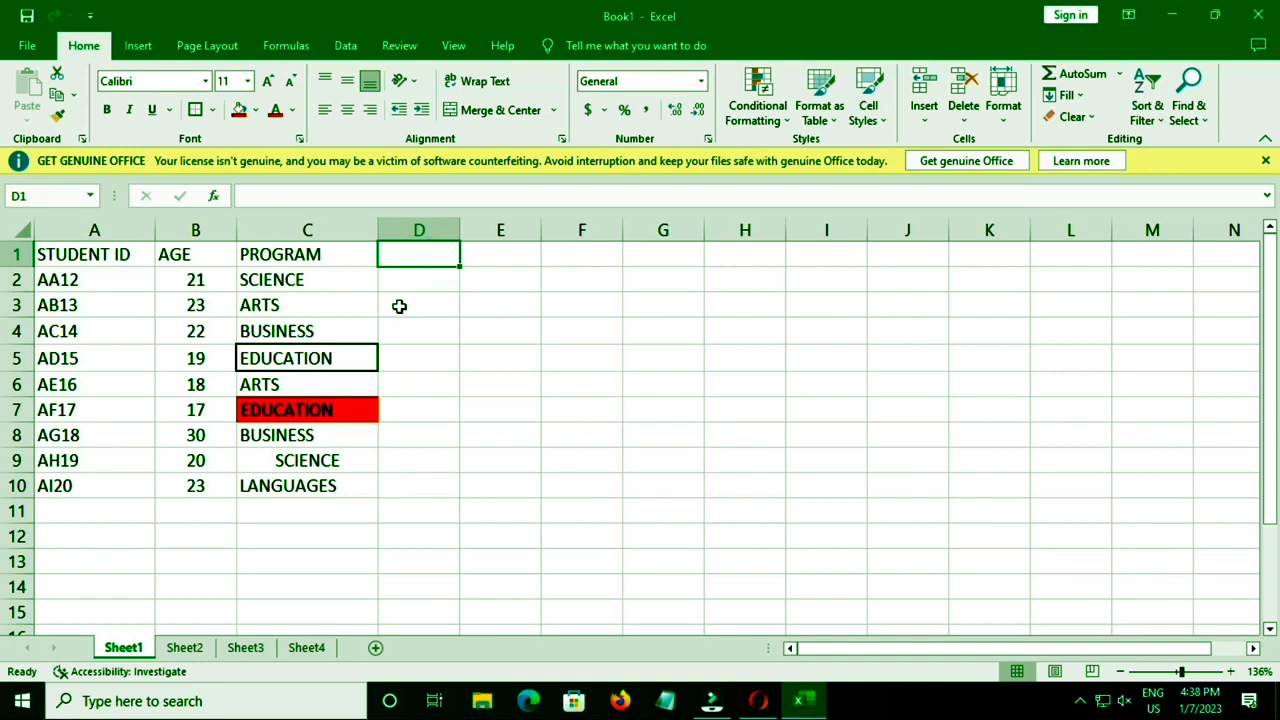 Book1 - Excel
Sign in
File Home Insert Page Layout Formulas Data Review View Help Tell me what you want to do
Paste
Calibri 11
B I U
Wrap Text
Merge & Center
General
$ %
Conditional Formatting
Format as Table
Cell Styles
Insert
Delete
Format
AutoSum
Fill
Clear
Sort & Filter
Find & Select
Clipboard Font Alignment Number Styles Cells Editing
GET GENUINE OFFICE Your license isn't genuine, and you may be a victim of software counterfeiting. Avoid interruption and keep your files safe with genuine Office today. Get genuine Office Learn more
D1 fx
A B C D E F G H I J K L M N
1 STUDENT ID AGE PROGRAM
2 AA12 21 SCIENCE
3 AB13 23 ARTS
4 AC14 22 BUSINESS
5 AD15 19 EDUCATION
6 AE16 18 ARTS
7 AF17 17 EDUCATION
8 AG18 30 BUSINESS
9 AH19 20 SCIENCE
10 AI20 23 LANGUAGES
11
12
13
14
15
Sheet1 Sheet2 Sheet3 Sheet4
Ready Accessibility: Investigate 136%
Type here to search
ENG
US
4:38 PM
1/7/2023